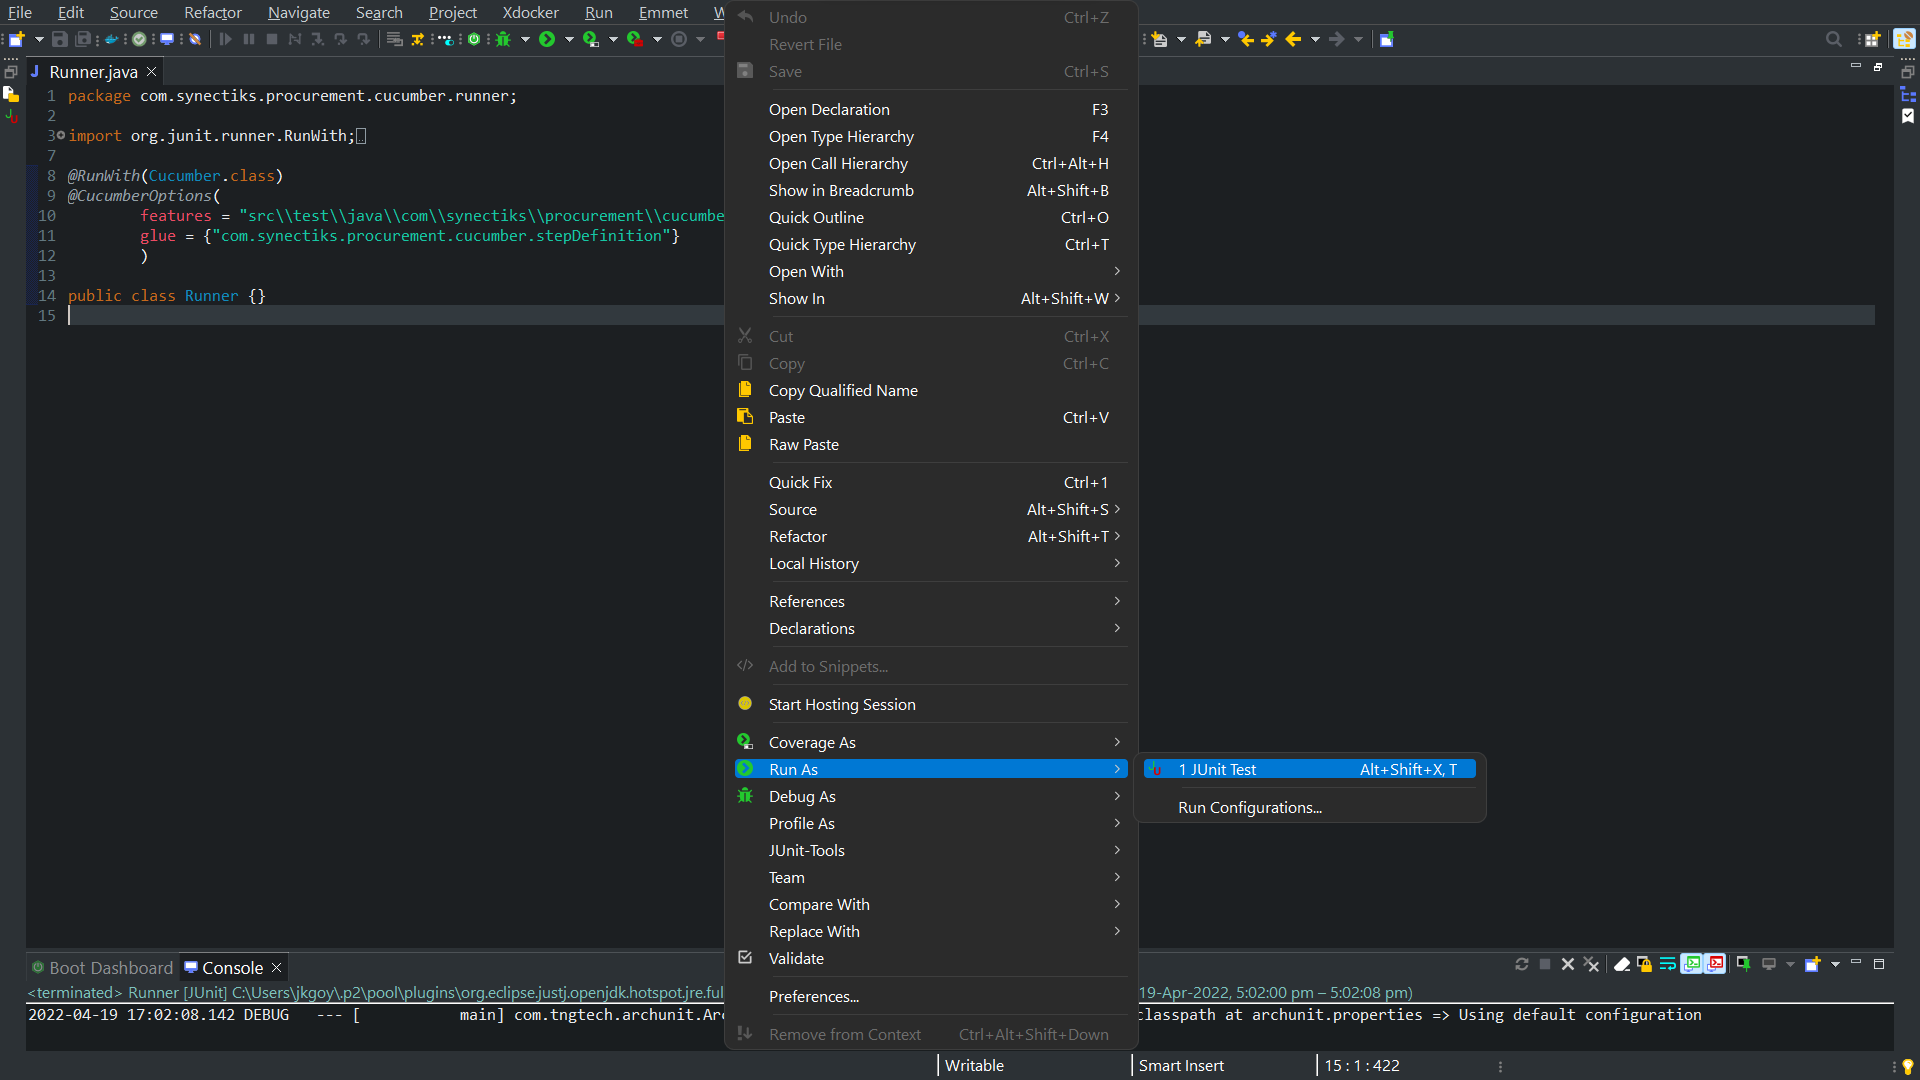 File Edit Source Refactor Navigate Search Project Xdocker Run Emmet W
Runner.java
1 package com.synectiks.procurement.cucumber.runner;
2
3 import org.junit.runner.RunWith;
7
8 @RunWith(Cucumber.class)
9 @CucumberOptions(
10 features = "src\\test\\java\\com\\synectiks\\procurement\\cucumbe
11 glue = {"com.synectiks.procurement.cucumber.stepDefinition"}
12 )
13
14 public class Runner {}
15
Undo Ctrl+Z
Revert File
Save Ctrl+S
Open Declaration F3
Open Type Hierarchy F4
Open Call Hierarchy Ctrl+Alt+H
Show in Breadcrumb Alt+Shift+B
Quick Outline Ctrl+O
Quick Type Hierarchy Ctrl+T
Open With
Show In Alt+Shift+W
Cut Ctrl+X
Copy Ctrl+C
Copy Qualified Name
Paste Ctrl+V
Raw Paste
Quick Fix Ctrl+1
Source Alt+Shift+S
Refactor Alt+Shift+T
Local History
References
Declarations
Add to Snippets...
Start Hosting Session
Coverage As
Run As
Debug As
Profile As
JUnit-Tools
Team
Compare With
Replace With
Validate
Preferences...
Remove from Context Ctrl+Alt+Shift+Down
1 JUnit Test Alt+Shift+X, T
Run Configurations...
Boot Dashboard Console
<terminated> Runner [JUnit] C:\Users\jkgoy\.p2\pool\plugins\org.eclipse.justj.openjdk.hotspot.jre.ful 19-Apr-2022, 5:02:00 pm – 5:02:08 pm)
2022-04-19 17:02:08.142 DEBUG --- [ main] com.tngtech.archunit.Ar classpath at archunit.properties => Using default configuration
Writable Smart Insert 15 : 1 : 422